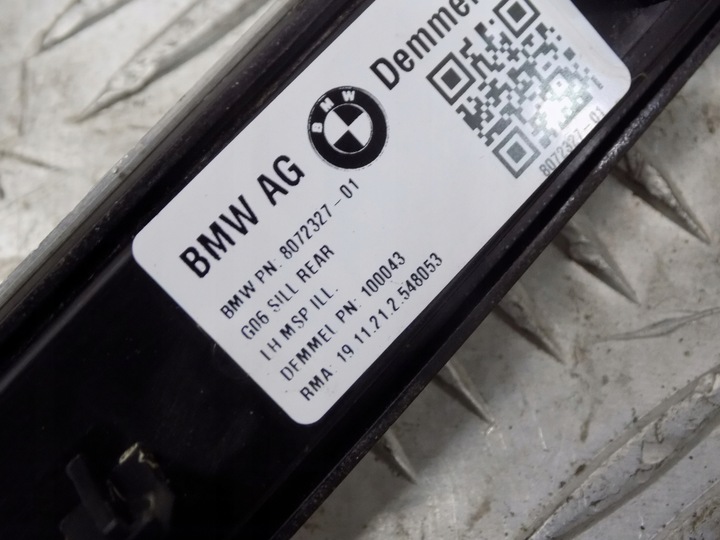 BMW AG
BMW
Demmel
BMW PN: 8072327-01
G06 SILL REAR
LH MSP ILL.
DEMMEL PN: 100043
RMA: 19 11.21.2.548053
8072327-01